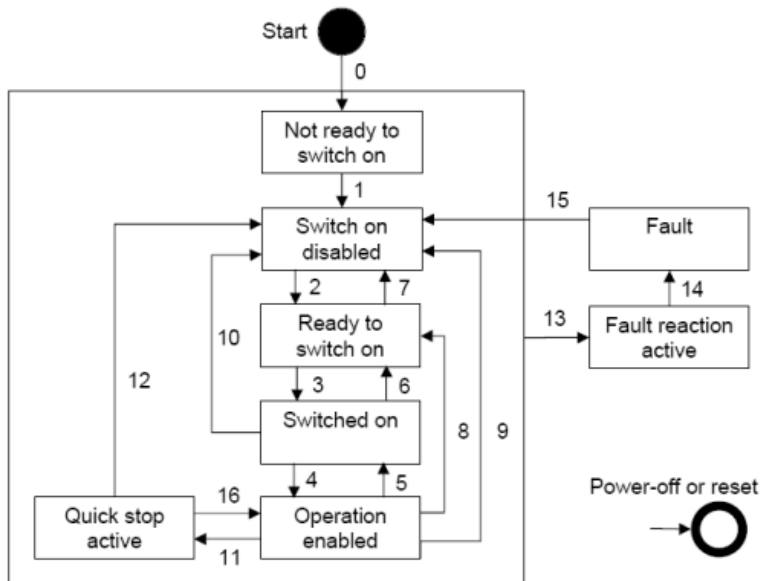 Start
0
Not ready to
switch on
1
Switch on
disabled
15
Fault
2
7
14
10
Ready to
switch on
13
Fault reaction
active
12
3
6
Switched on
8
9
4
5
Power-off or reset
16
Quick stop
active
Operation
enabled
11